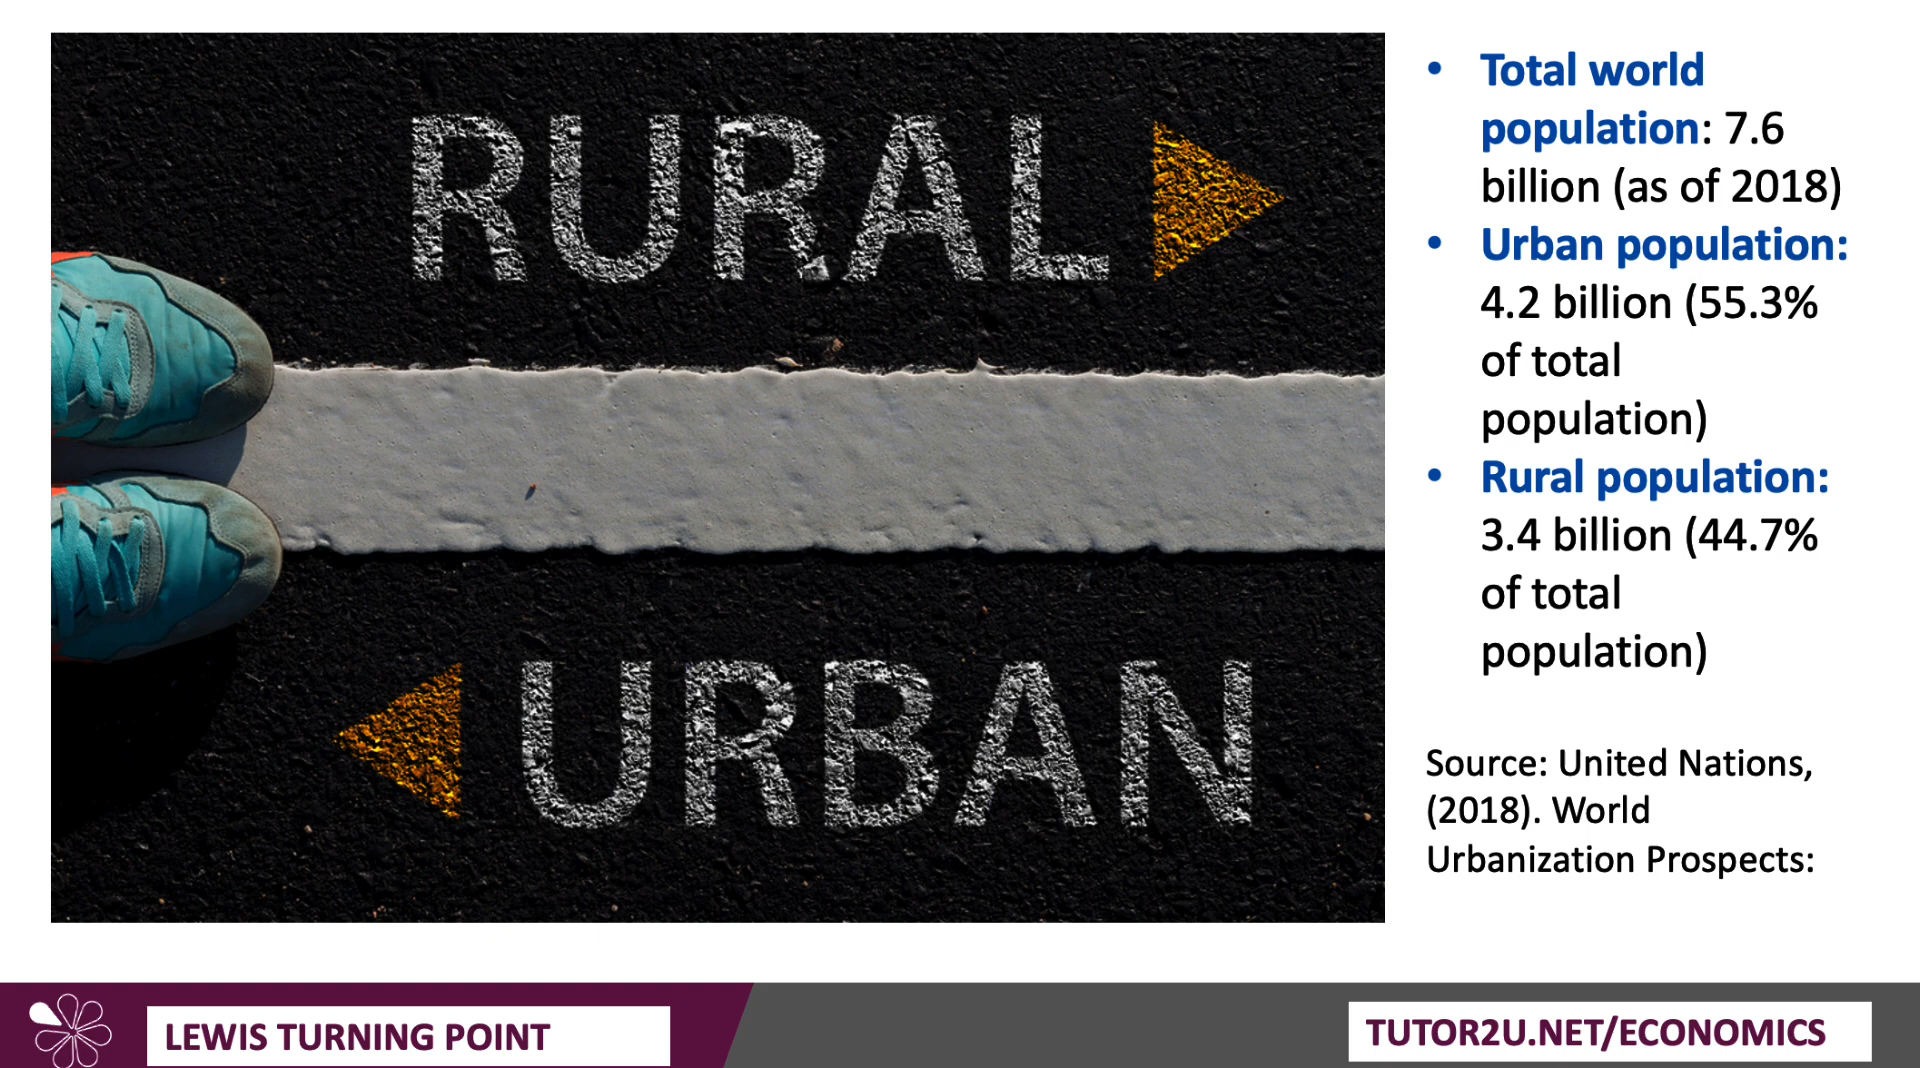 RURAL
URBAN
• Total world
population: 7.6
billion (as of 2018)
• Urban population:
4.2 billion (55.3%
of total
population)
• Rural population:
3.4 billion (44.7%
of total
population)
Source: United Nations,
(2018). World
Urbanization Prospects:
LEWIS TURNING POINT
TUTOR2U.NET/ECONOMICS